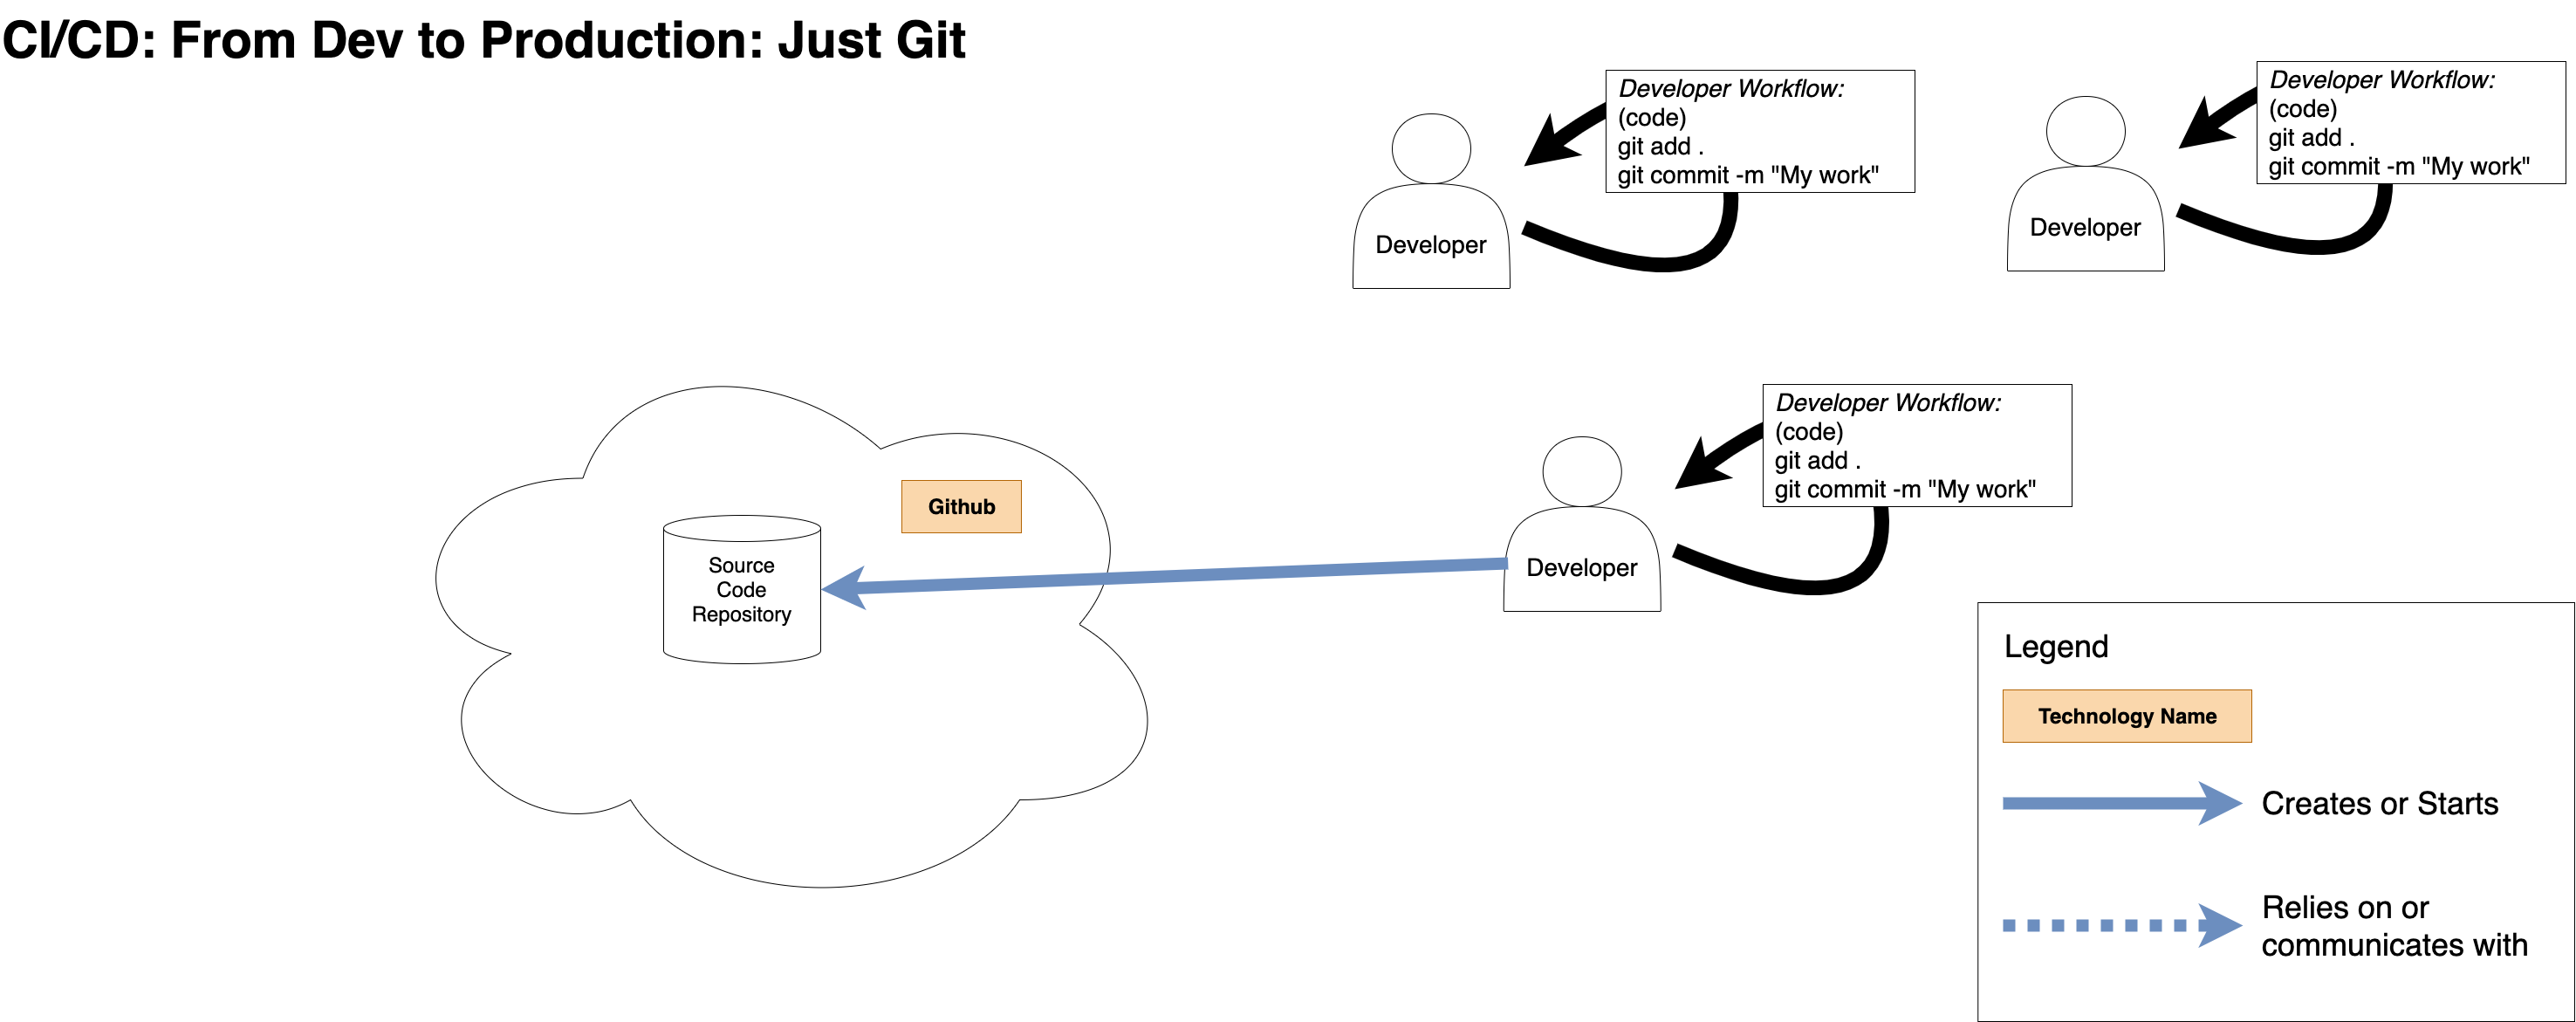 CI/CD: From Dev to Production: Just Git
Developer Workflow:
(code)
git add .
git commit -m "My work"
Developer
Developer Workflow:
(code)
git add .
git commit -m "My work"
Developer
Developer Workflow:
(code)
git add .
git commit -m "My work"
Developer
Github
Source
Code
Repository
Legend
Technology Name
Creates or Starts
Relies on or
communicates with